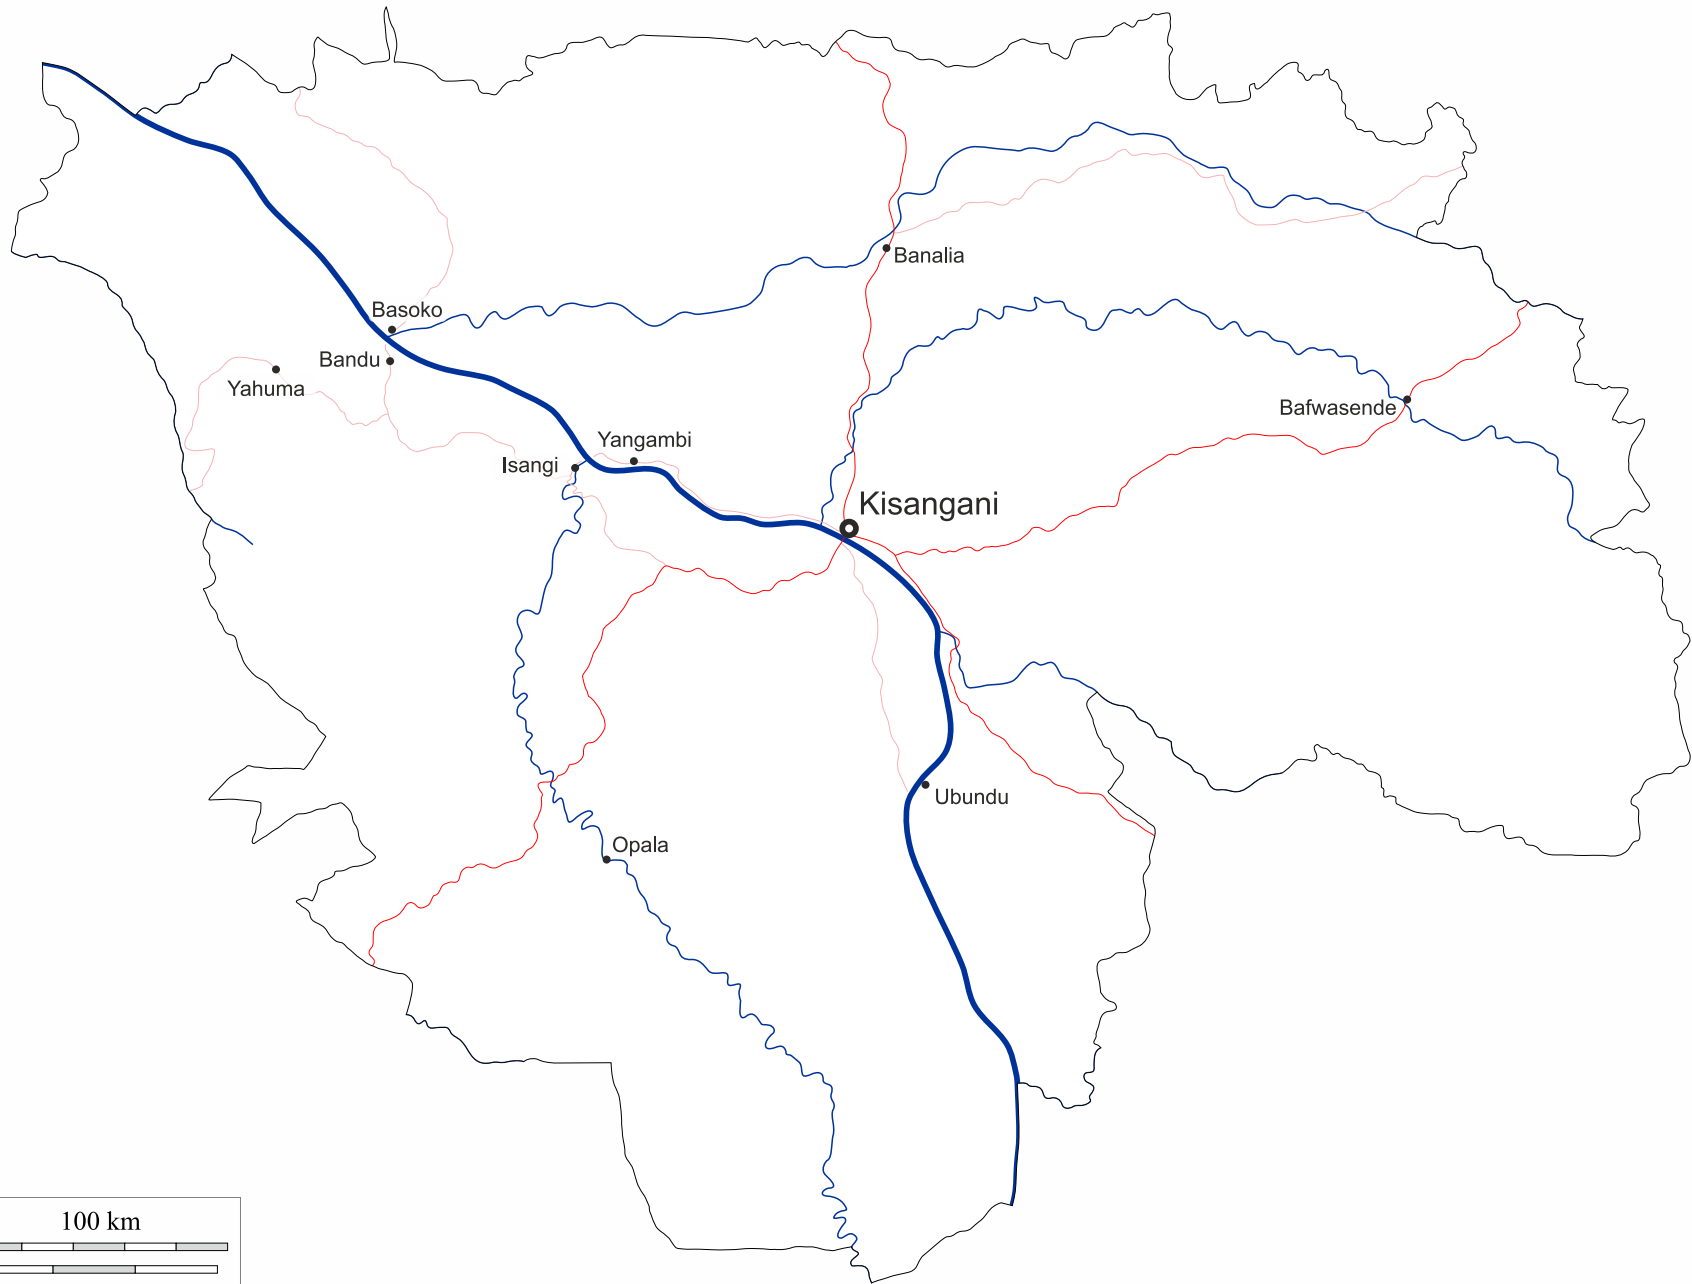 Banalia
Basoko
Bandu
Yahuma
Bafwasende
Yangambi
Isangi
Kisangani
Ubundu
Opala
100 km